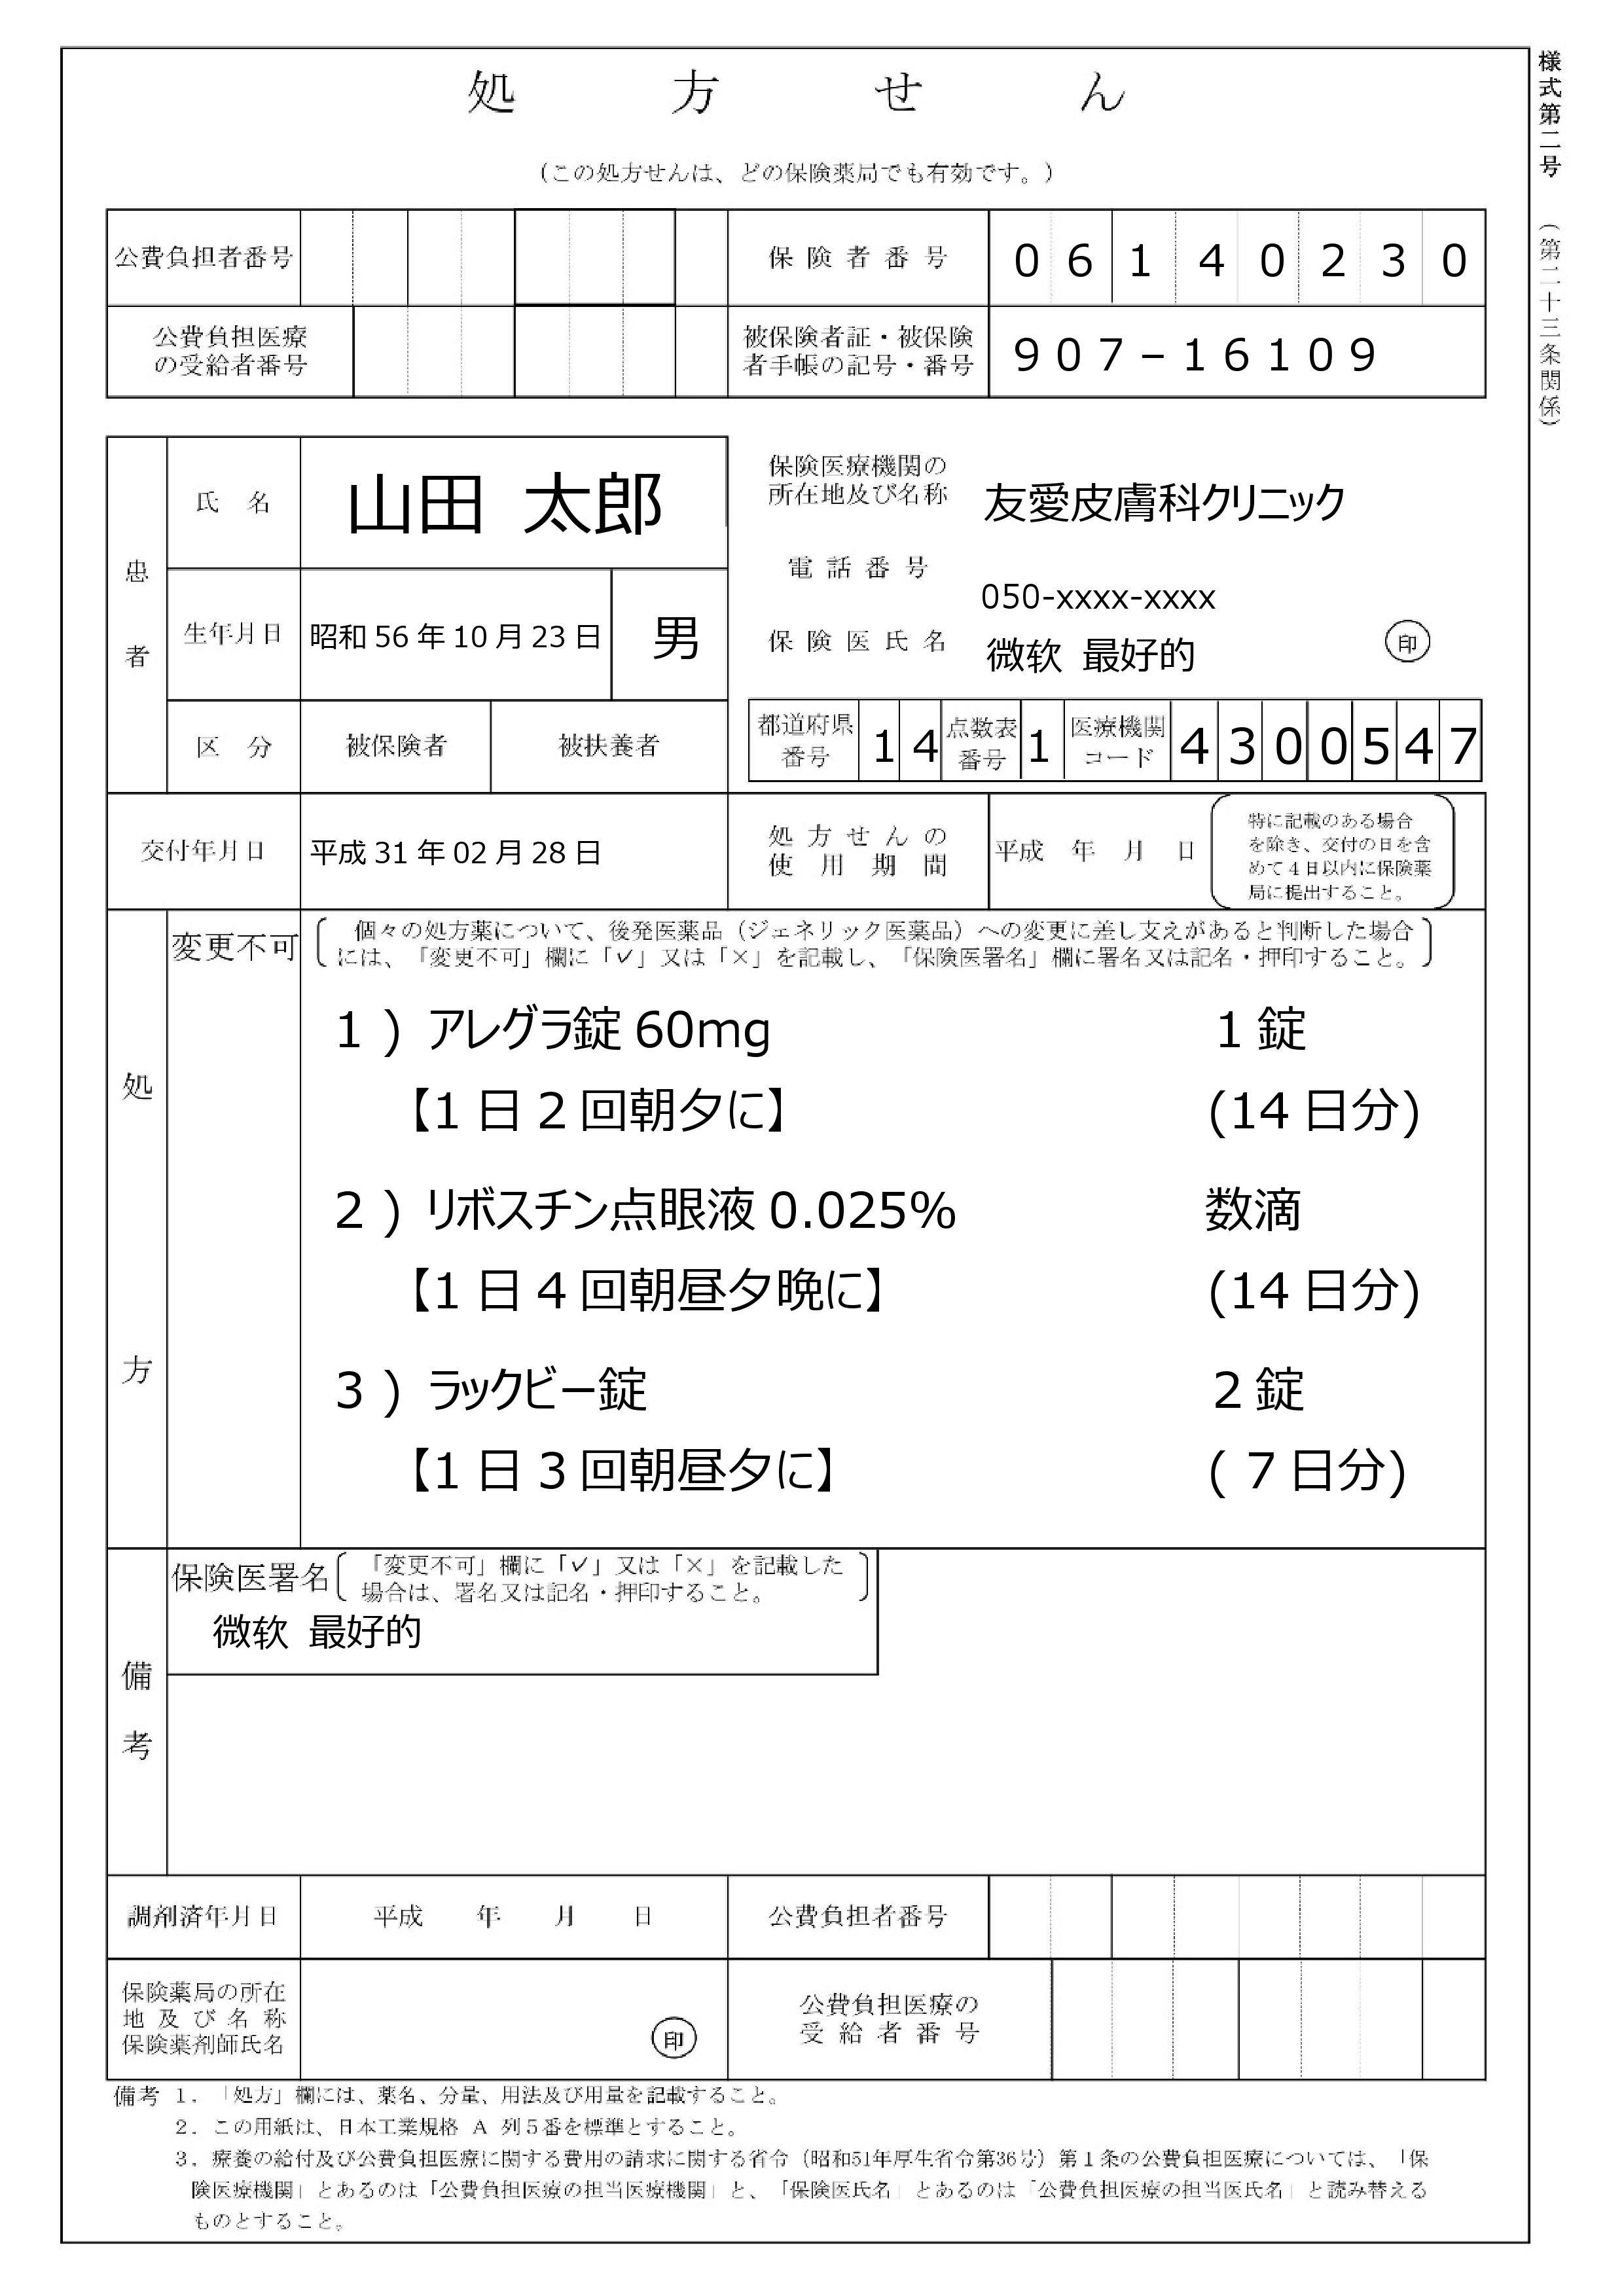 処方せん
（この処方せんは、どの保険薬局でも有効です。）
様式第二号（第二十三条関係）
公費負担者番号
保険者番号 06140230
公費負担医療の受給者番号
被保険者証・被保険者手帳の記号・番号 907－16109
患者
氏名 山田 太郎
生年月日 昭和56年10月23日 男
区分 被保険者 被扶養者
保険医療機関の所在地及び名称 友愛皮膚科クリニック
電話番号 050-xxxx-xxxx
保険医氏名 微软 最好的 印
都道府県番号 14 点数表番号 1 医療機関コード 4300547
交付年月日 平成31年02月28日
処方せんの使用期間 平成 年 月 日
特に記載のある場合
を除き、交付の日を含
めて４日以内に保険薬
局に提出すること。
処方
変更不可
個々の処方薬について、後発医薬品（ジェネリック医薬品）への変更に差し支えがあると判断した場合
には、「変更不可」欄に「✓」又は「×」を記載し、「保険医署名」欄に署名又は記名・押印すること。
1 ) アレグラ錠60mg 1錠
【1日2回朝夕に】 (14日分)
2 ) リボスチン点眼液0.025% 数滴
【1日4回朝昼夕晩に】 (14日分)
3 ) ラックビー錠 2錠
【1日3回朝昼夕に】 ( 7日分)
備考
保険医署名
「変更不可」欄に「✓」又は「×」を記載した
場合は、署名又は記名・押印すること。
微软 最好的
調剤済年月日 平成 年 月 日
公費負担者番号
保険薬局の所在
地及び名称
保険薬剤師氏名
印
公費負担医療の
受給者番号
備考 1．「処方」欄には、薬名、分量、用法及び用量を記載すること。
2．この用紙は、日本工業規格 A 列５番を標準とすること。
3．療養の給付及び公費負担医療に関する費用の請求に関する省令（昭和51年厚生省令第36号）第１条の公費負担医療については、「保
険医療機関」とあるのは「公費負担医療の担当医療機関」と、「保険医氏名」とあるのは「公費負担医療の担当医氏名」と読み替える
ものとすること。